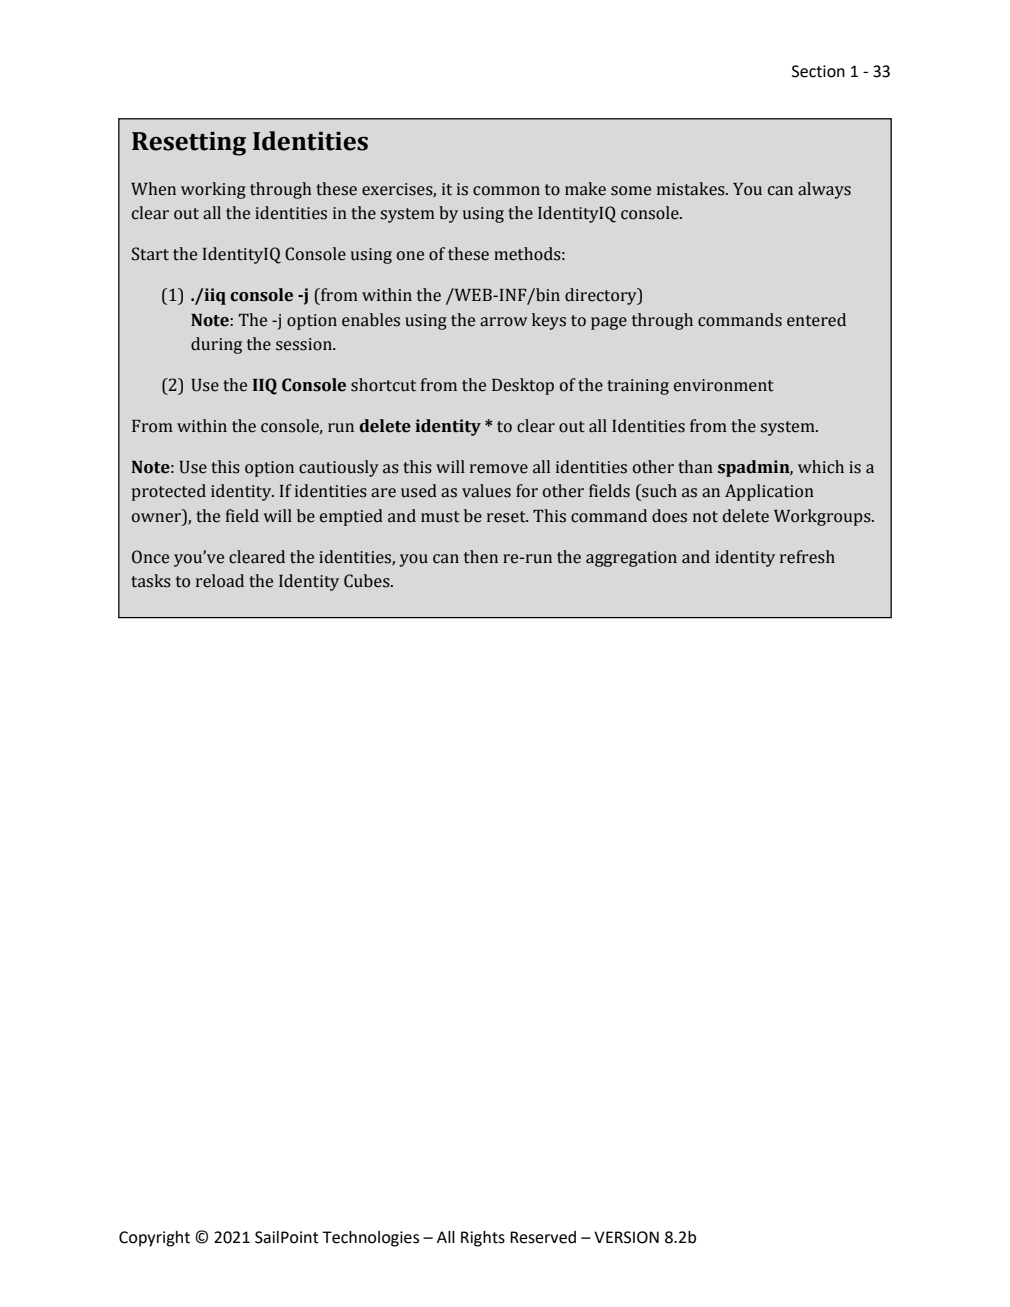 Section 1 - 33
Resetting Identities
When working through these exercises, it is common to make some mistakes. You can always
clear out all the identities in the system by using the IdentityIQ console.
Start the IdentityIQ Console using one of these methods:
(1) ./iiq console -j (from within the /WEB-INF/bin directory)
Note: The -j option enables using the arrow keys to page through commands entered
during the session.
(2) Use the IIQ Console shortcut from the Desktop of the training environment
From within the console, run delete identity * to clear out all Identities from the system.
Note: Use this option cautiously as this will remove all identities other than spadmin, which is a
protected identity. If identities are used as values for other fields (such as an Application
owner), the field will be emptied and must be reset. This command does not delete Workgroups.
Once you’ve cleared the identities, you can then re-run the aggregation and identity refresh
tasks to reload the Identity Cubes.
Copyright © 2021 SailPoint Technologies – All Rights Reserved – VERSION 8.2b